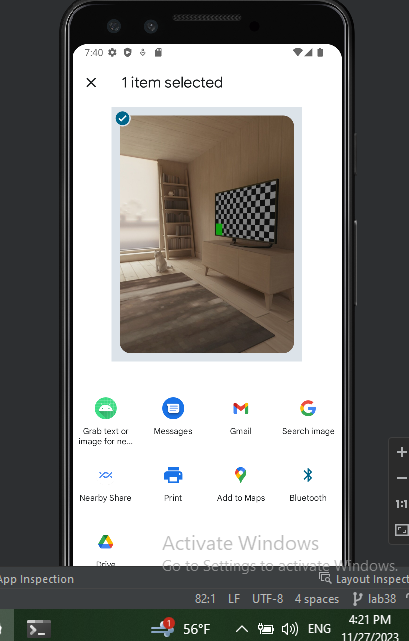 7:40
1 item selected
Grab text or
image for ne...
Messages
Gmail
Search image
Nearby Share
Print
Add to Maps
Bluetooth
Drive
Activate Windows
Go to Settings to activate Windows.
App Inspection
Layout Inspect
82:1 LF UTF-8 4 spaces lab38
1:1
1
56°F
ENG
4:21 PM
11/27/2023